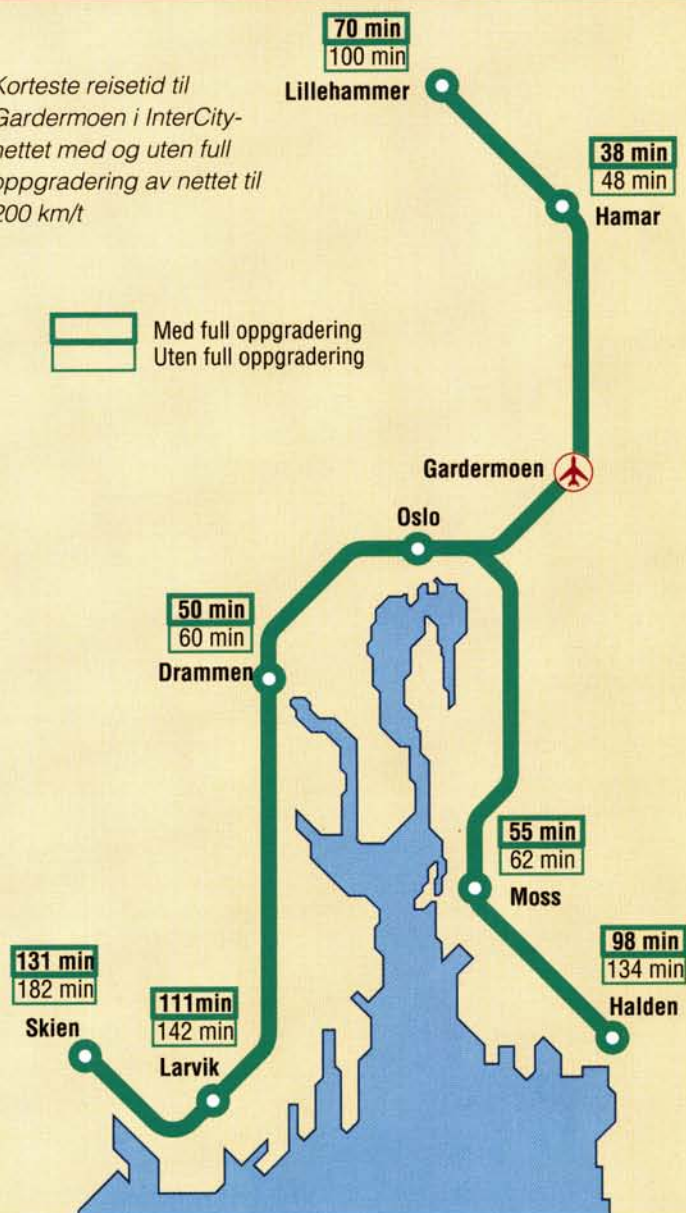 Korteste reisetid til
Gardermoen i InterCity-
nettet med og uten full
oppgradering av nettet til
200 km/t
70 min
100 min
Lillehammer
38 min
48 min
Hamar
Med full oppgradering
Uten full oppgradering
Gardermoen
Oslo
50 min
60 min
Drammen
55 min
62 min
Moss
98 min
134 min
Halden
131 min
182 min
Skien
111min
142 min
Larvik